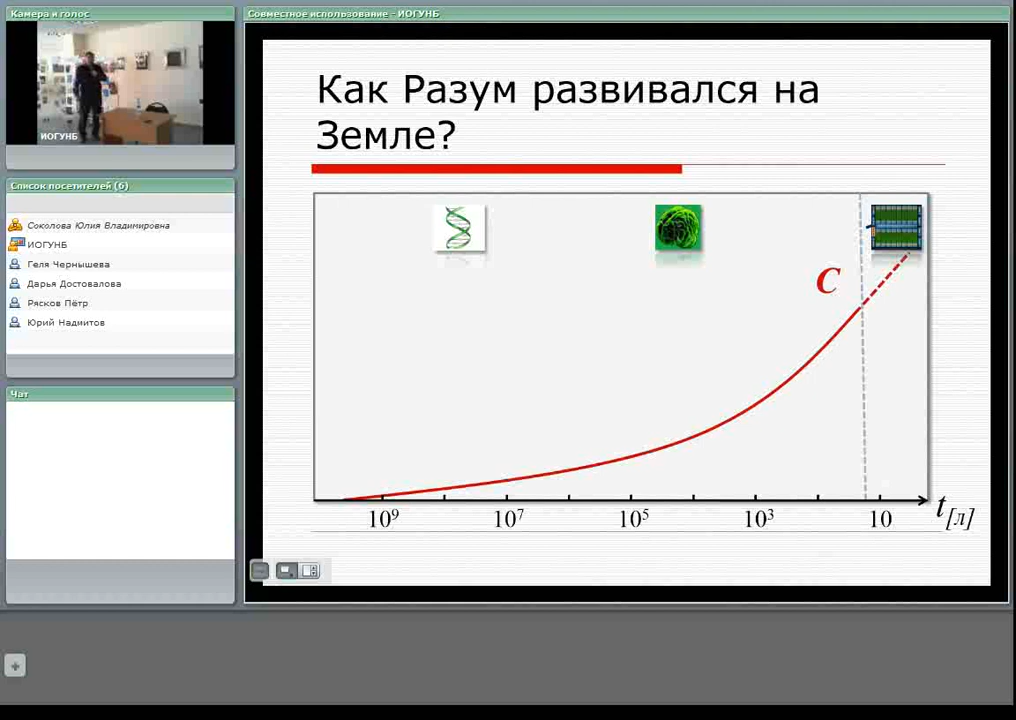 Камера и голос
ИОГУНБ
Список посетителей (6)
Соколова Юлия Владимировна
ИОГУНБ
Геля Чернышева
Дарья Достовалова
Рясков Пётр
Юрий Надмитов
Чат
Совместное использование - ИОГУНБ
Как Разум развивался на
Земле?
C
10⁹ 10⁷ 10⁵ 10³ 10 t[л]